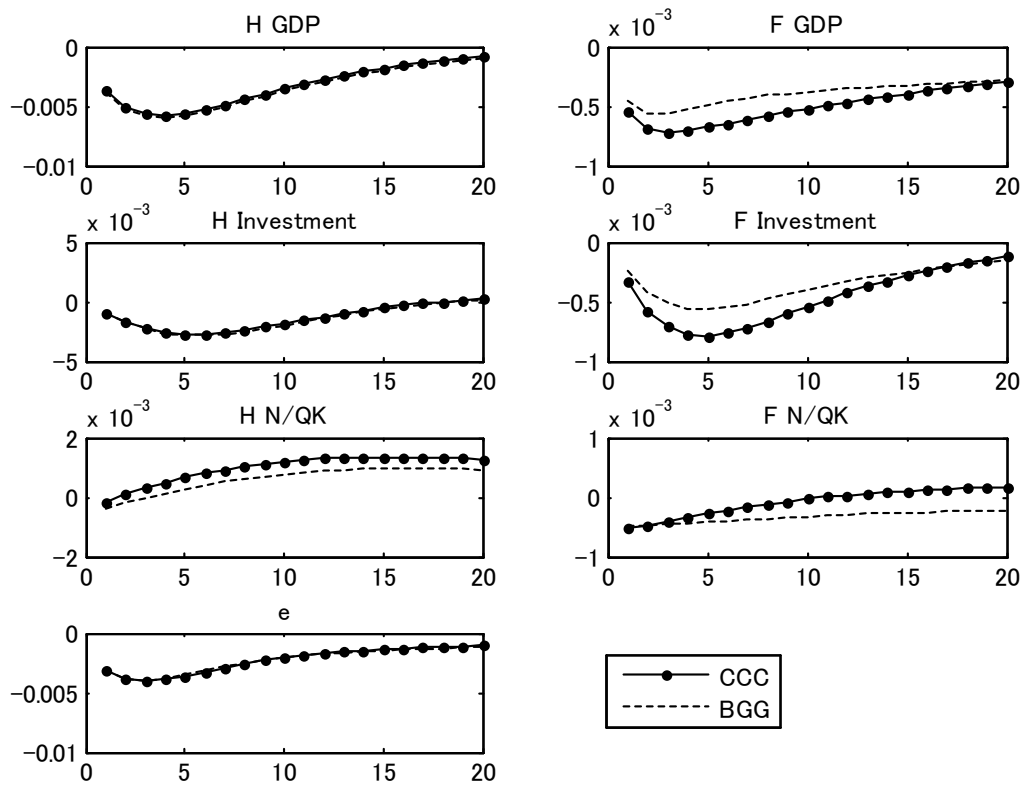 H GDP
0
−0.005
−0.01
0 5 10 15 20
x 10⁻³
F GDP
0
−0.5
−1
0 5 10 15 20
x 10⁻³
H Investment
5
0
−5
0 5 10 15 20
x 10⁻³
F Investment
0
−0.5
−1
0 5 10 15 20
x 10⁻³
H N/QK
2
0
−2
0 5 10 15 20
x 10⁻³
F N/QK
1
0
−1
0 5 10 15 20
e
0
−0.005
−0.01
0 5 10 15 20
CCC
BGG